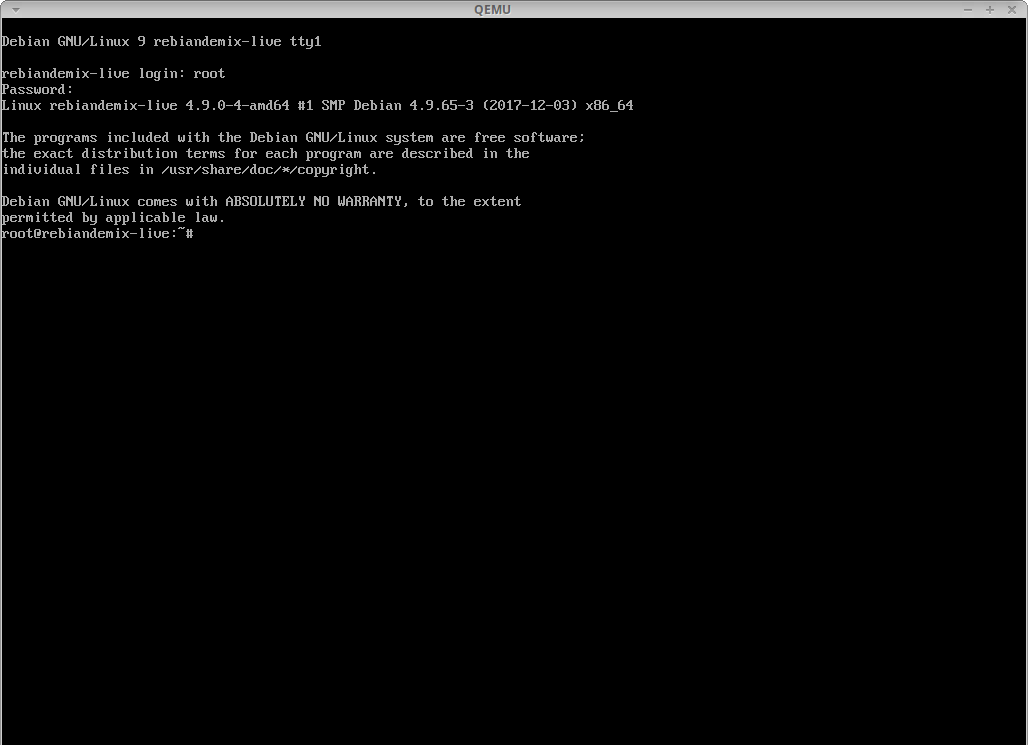 QEMU
Debian GNU/Linux 9 rebiandemix-live tty1
rebiandemix-live login: root
Password:
Linux rebiandemix-live 4.9.0-4-amd64 #1 SMP Debian 4.9.65-3 (2017-12-03) x86_64
The programs included with the Debian GNU/Linux system are free software;
the exact distribution terms for each program are described in the
individual files in /usr/share/doc/*/copyright.
Debian GNU/Linux comes with ABSOLUTELY NO WARRANTY, to the extent
permitted by applicable law.
root@rebiandemix-live:~#